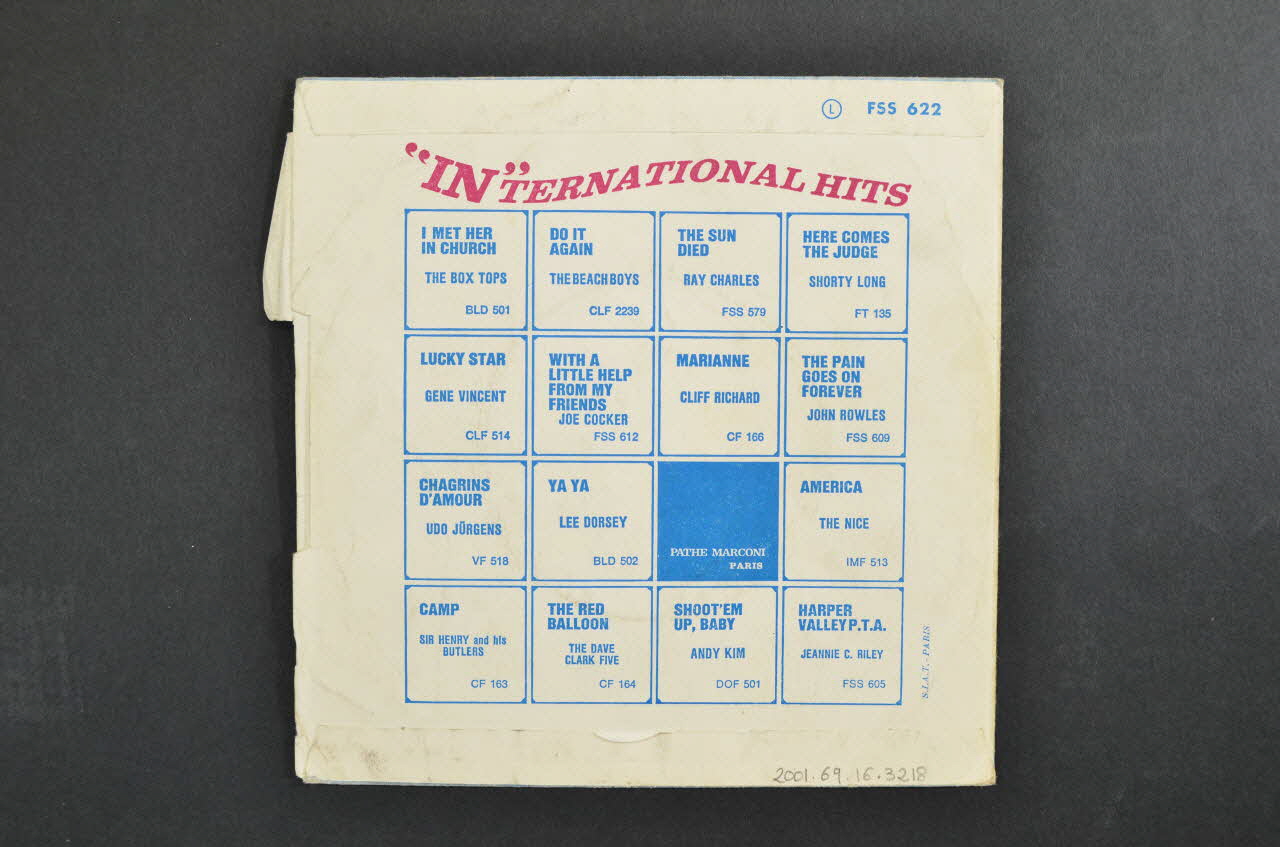 Ⓛ FSS 622
“IN”TERNATIONAL HITS
I MET HER
IN CHURCH
THE BOX TOPS
BLD 501
DO IT
AGAIN
THE BEACH BOYS
CLF 2239
THE SUN
DIED
RAY CHARLES
FSS 579
HERE COMES
THE JUDGE
SHORTY LONG
FT 135
LUCKY STAR
GENE VINCENT
CLF 514
WITH A
LITTLE HELP
FROM MY
FRIENDS
JOE COCKER
FSS 612
MARIANNE
CLIFF RICHARD
CF 166
THE PAIN
GOES ON
FOREVER
JOHN ROWLES
FSS 609
CHAGRINS
D'AMOUR
UDO JÜRGENS
VF 518
YA YA
LEE DORSEY
BLD 502
PATHE MARCONI
PARIS
AMERICA
THE NICE
IMF 513
CAMP
SIR HENRY and his
BUTLERS
CF 163
THE RED
BALLOON
THE DAVE
CLARK FIVE
CF 164
SHOOT'EM
UP, BABY
ANDY KIM
DOF 501
HARPER
VALLEY P.T.A.
JEANNIE C. RILEY
FSS 605
S.I.A.T. - PARIS
2001.69.16.3218